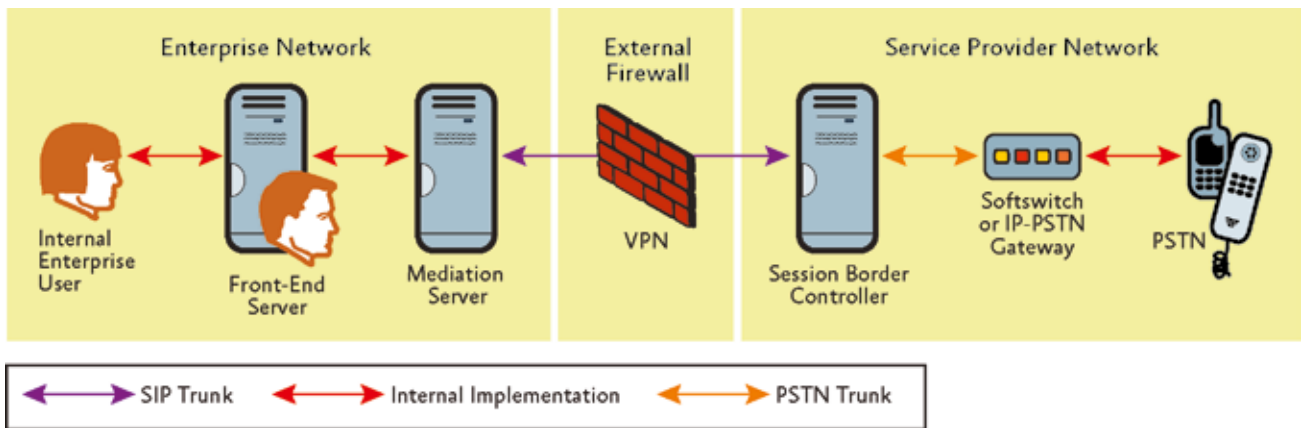 Enterprise Network
External
Firewall
Service Provider Network
Internal
Enterprise
User
Front-End
Server
Mediation
Server
VPN
Session Border
Controller
Softswitch
or IP-PSTN
Gateway
PSTN
SIP Trunk
Internal Implementation
PSTN Trunk